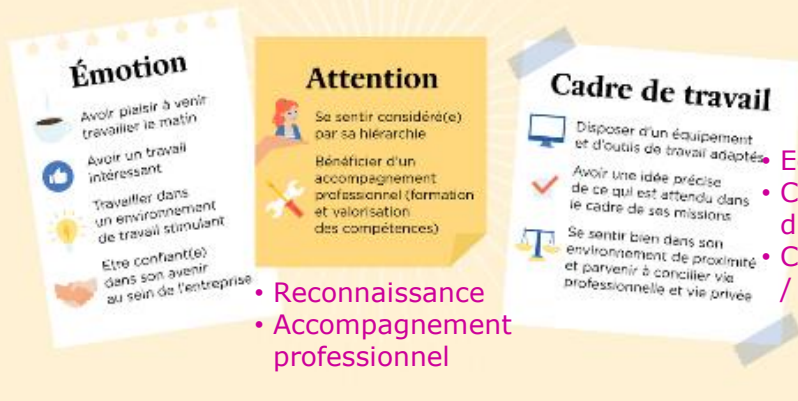 Émotion
Avoir plaisir à venir
travailler le matin
Avoir un travail
intéressant
Travailler dans
un environnement
de travail stimulant
Etre confiant(e)
dans son avenir
au sein de l'entreprise
Attention
Se sentir considéré(e)
par sa hiérarchie
Bénéficier d'un
accompagnement
professionnel (formation
et valorisation
des compétences)
• Reconnaissance
• Accompagnement
professionnel
Cadre de travail
Disposer d'un équipement
et d'outils de travail adaptés
Avoir une idée précise
de ce qui est attendu dans
le cadre de ses missions
Se sentir bien dans son
environnement de proximité
et parvenir à concilier vie
professionnelle et vie privée
• E
• C
d
• C
/